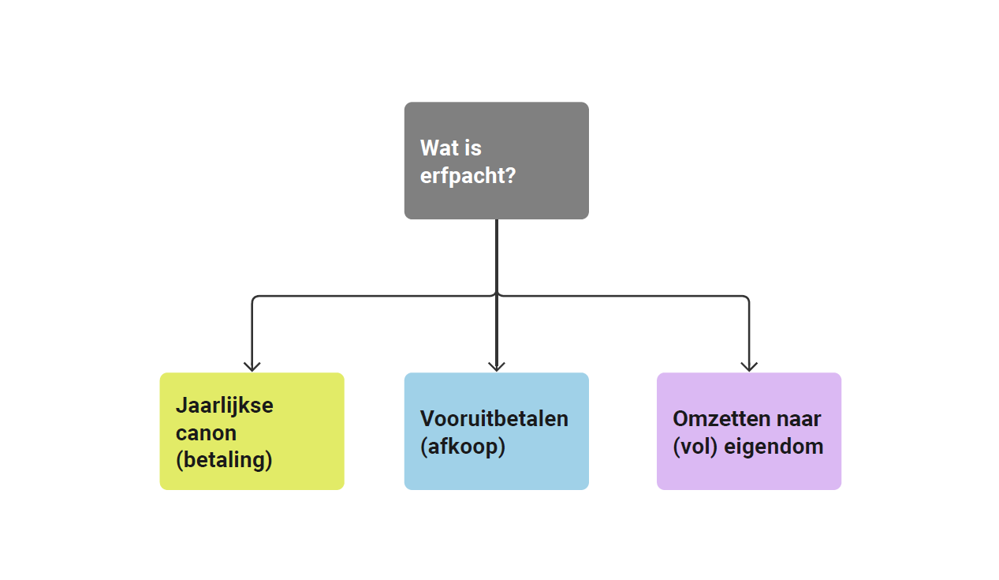 Wat is
erfpacht?
Jaarlijkse
canon
(betaling)
Vooruitbetalen
(afkoop)
Omzetten naar
(vol) eigendom